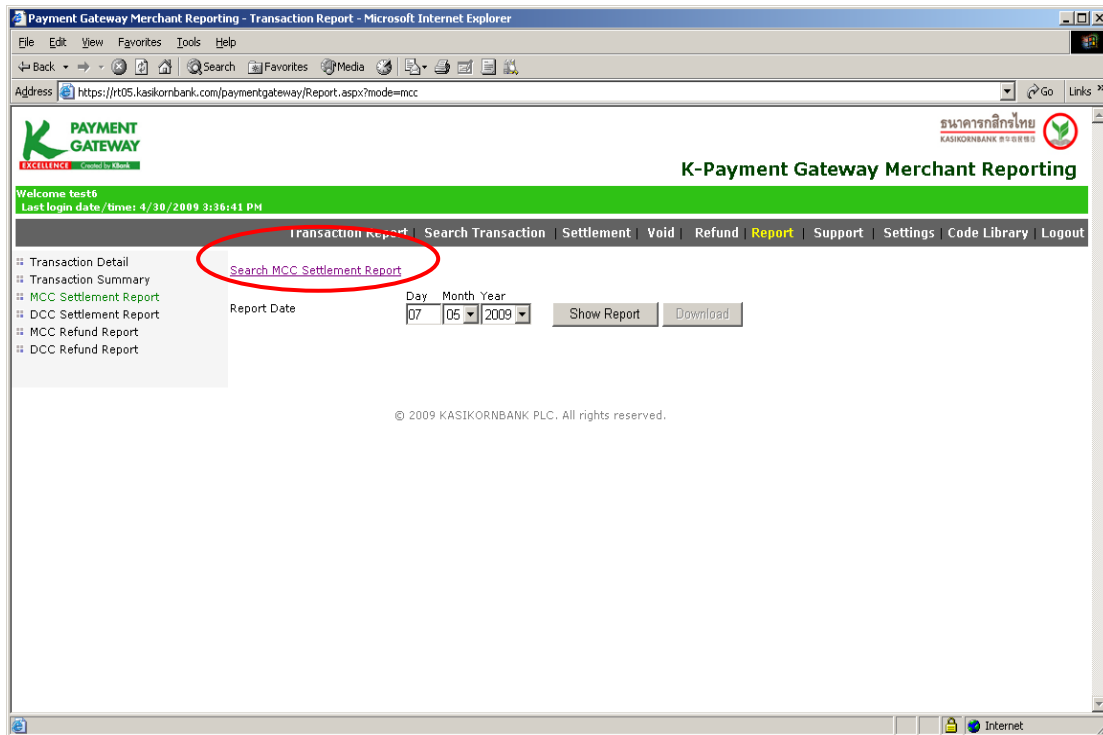 Payment Gateway Merchant Reporting - Transaction Report - Microsoft Internet Explorer
File Edit View Favorites Tools Help
Back Search Favorites Media
Address https://rt05.kasikornbank.com/paymentgateway/Report.aspx?mode=mcc Go Links »
PAYMENT
GATEWAY
EXCELLENCE Created by KBank
ธนาคารกสิกรไทย
KASIKORNBANK
K-Payment Gateway Merchant Reporting
Welcome test6
Last login date/time: 4/30/2009 3:36:41 PM
Transaction Report | Search Transaction | Settlement | Void | Refund | Report | Support | Settings | Code Library | Logout
Transaction Detail
Transaction Summary
MCC Settlement Report
DCC Settlement Report
MCC Refund Report
DCC Refund Report
Search MCC Settlement Report
Day Month Year
Report Date 07 05 2009 Show Report Download
© 2009 KASIKORNBANK PLC. All rights reserved.
Internet